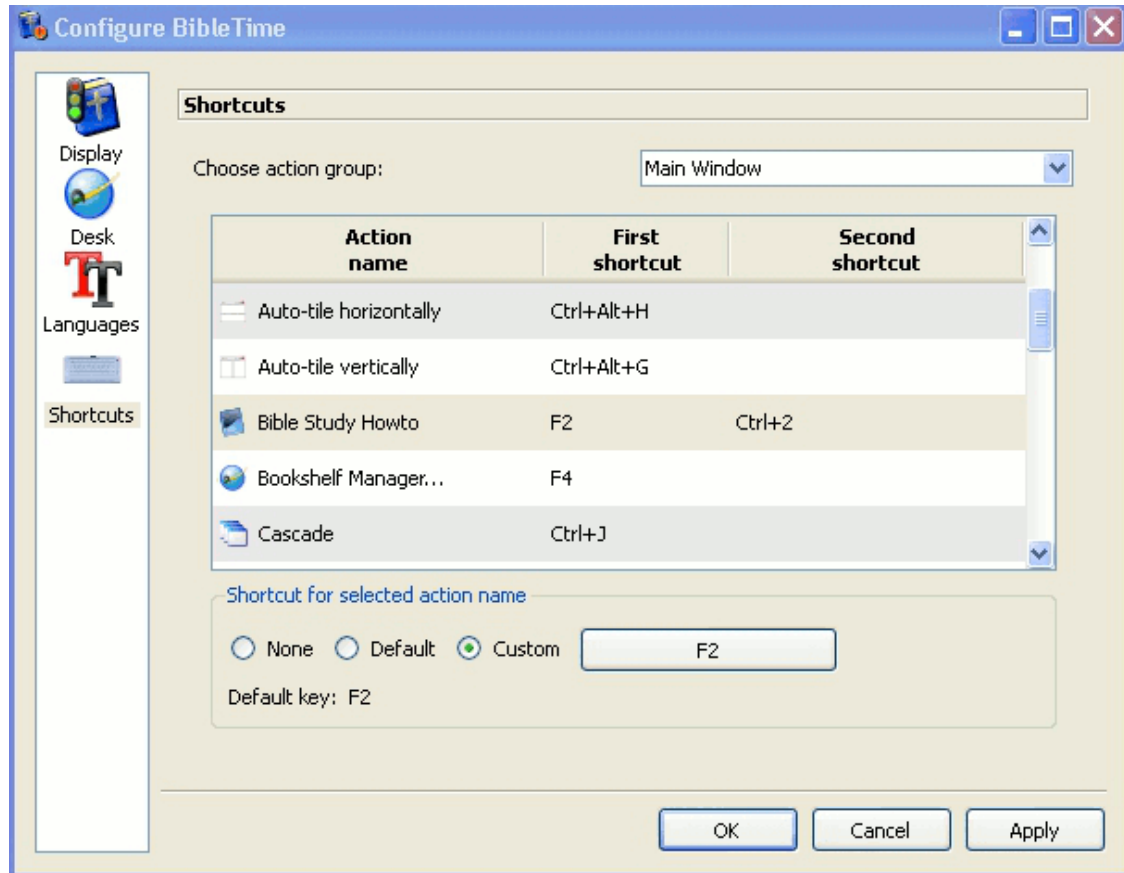 Configure BibleTime
Display
Desk
Languages
Shortcuts
Shortcuts
Choose action group: Main Window
Action name First shortcut Second shortcut
Auto-tile horizontally Ctrl+Alt+H
Auto-tile vertically Ctrl+Alt+G
Bible Study Howto F2 Ctrl+2
Bookshelf Manager... F4
Cascade Ctrl+J
Shortcut for selected action name
None Default Custom F2
Default key: F2
OK Cancel Apply